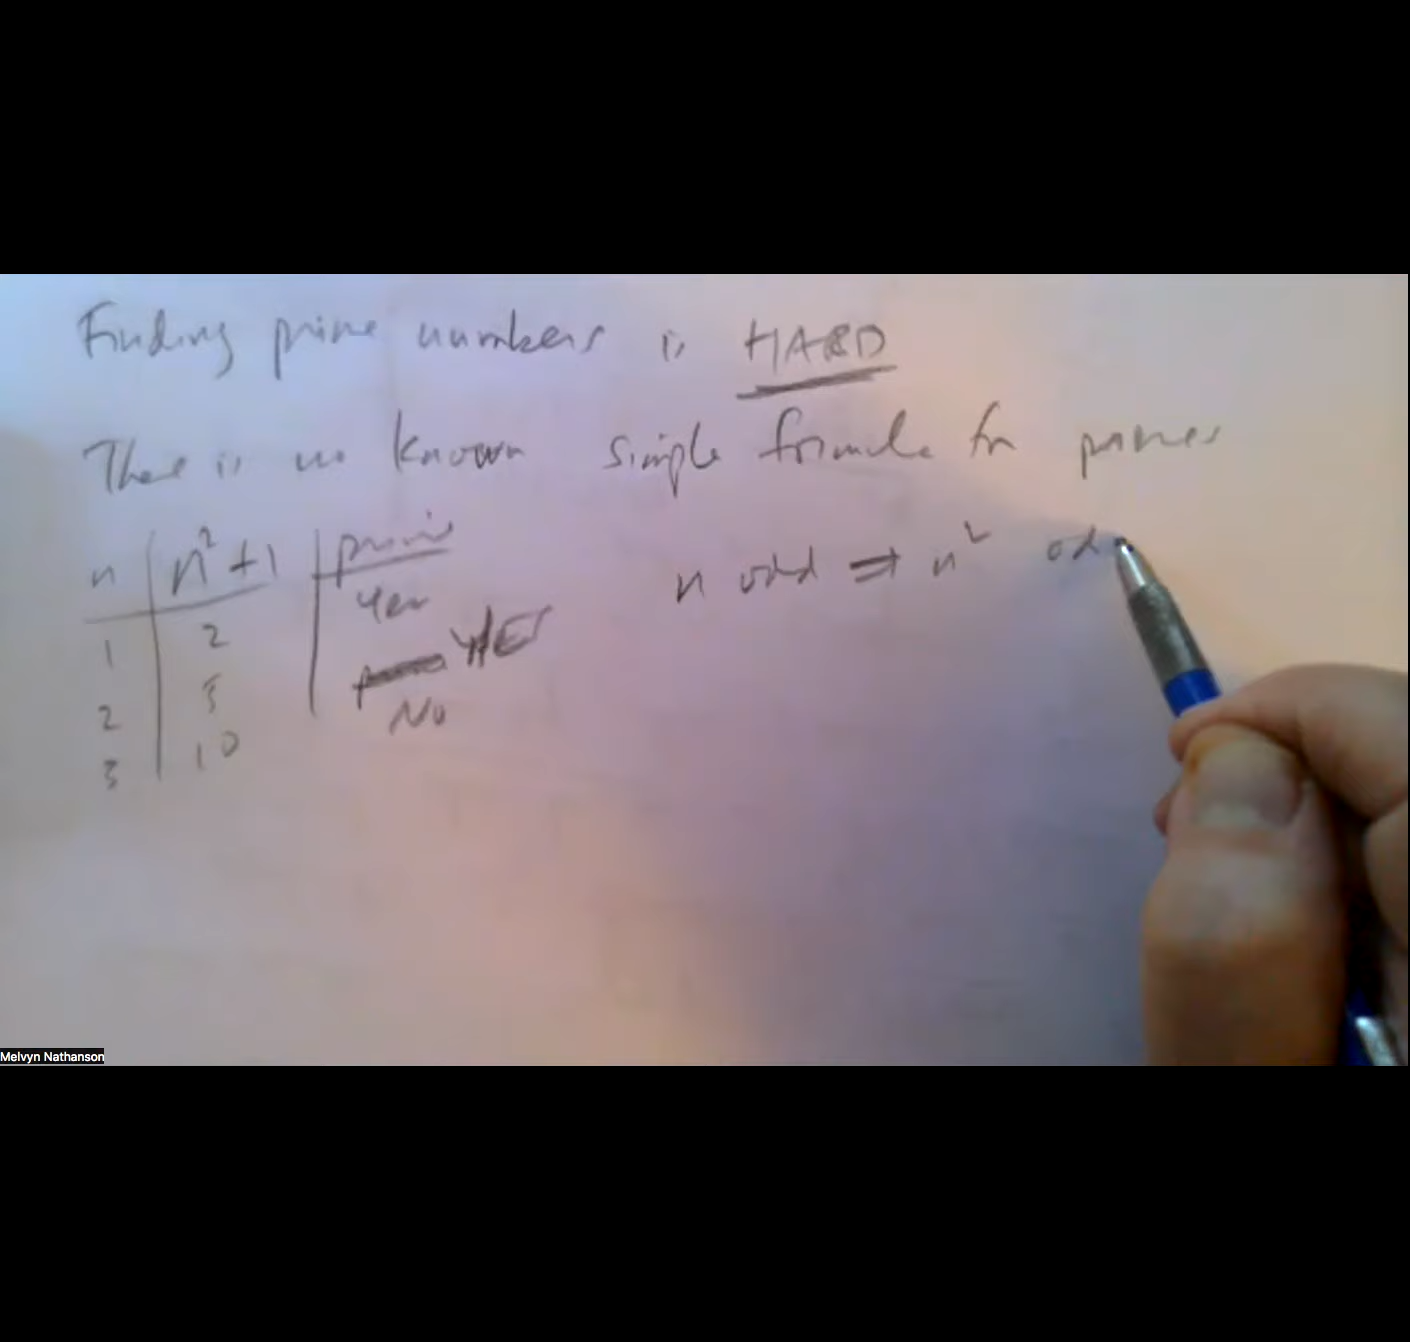 Finding prime numbers is HARD
There is no known simple formula for primes
n n²+1 prime
1 2 Yes
2 5 YES
3 10 No
n odd ⇒ n² od
Melvyn Nathanson